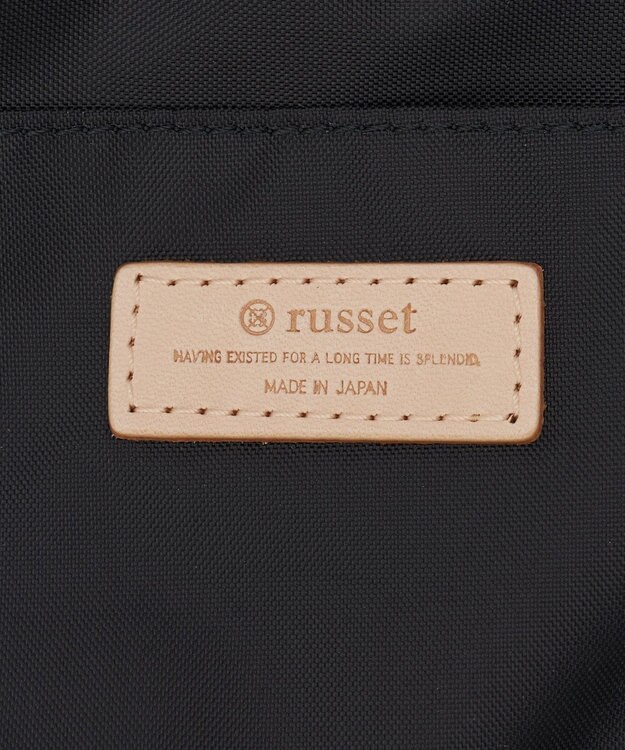 russet
HAVING EXISTED FOR A LONG TIME IS SPLENDID.
MADE IN JAPAN